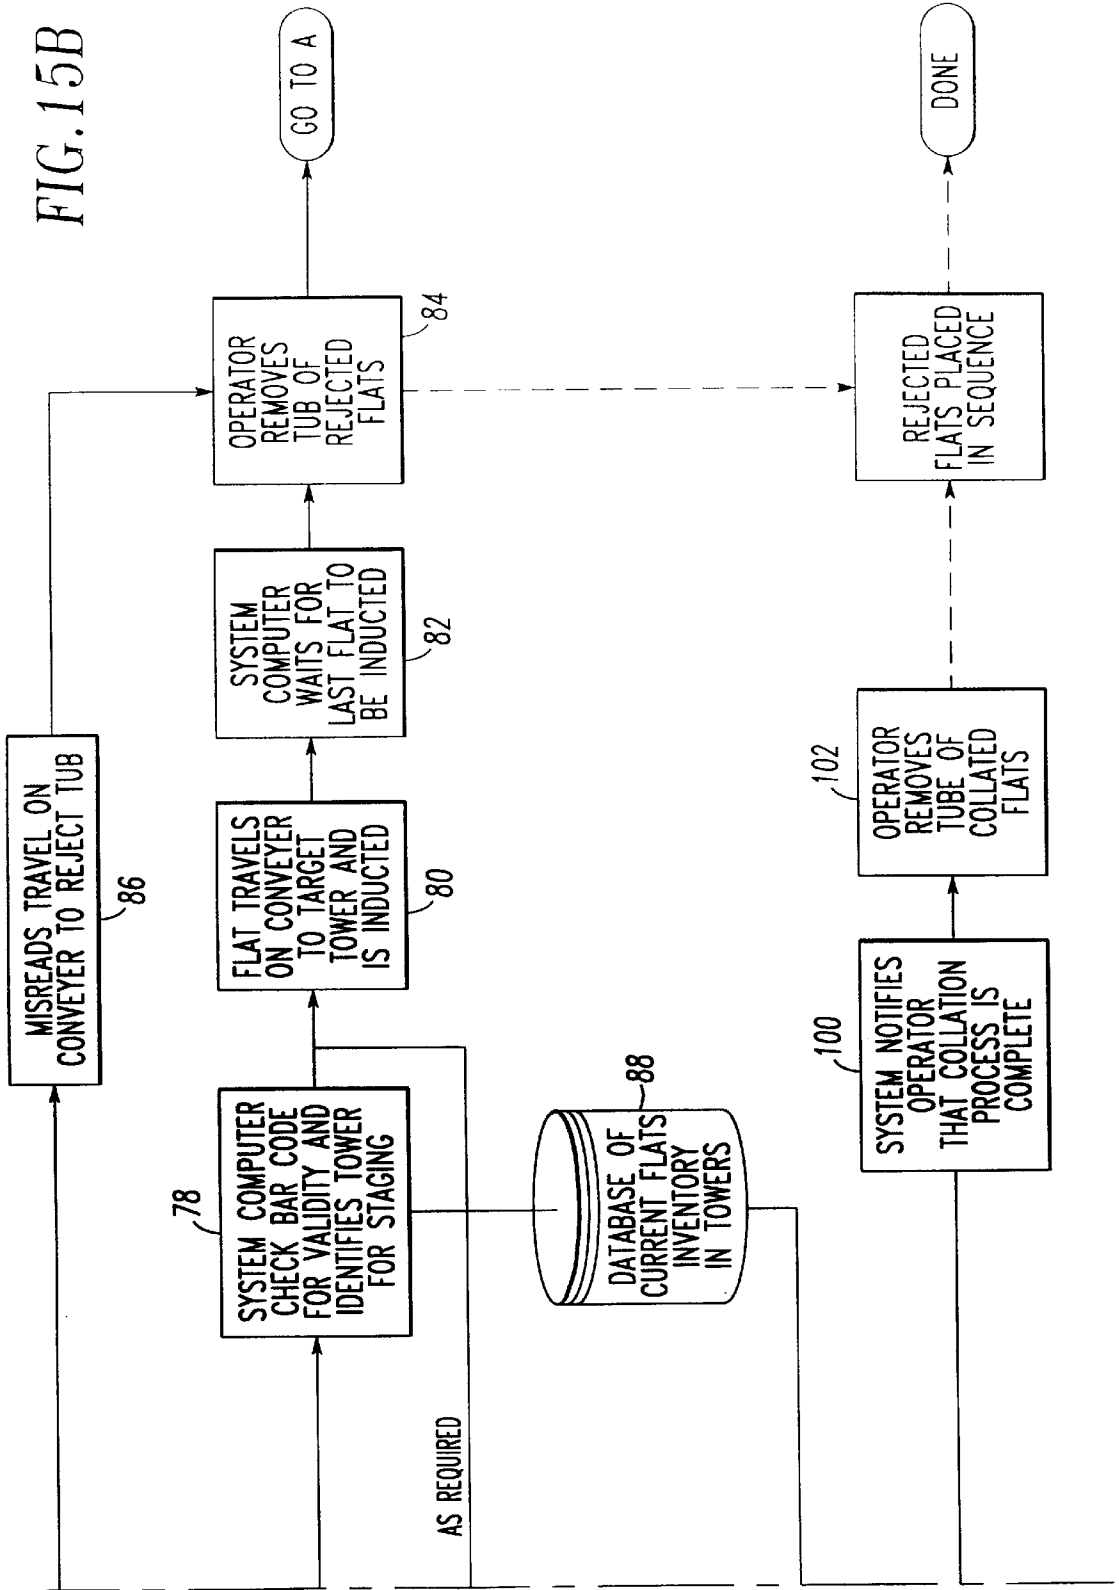 FIG. 15B
MISREADS TRAVEL ON
CONVEYER TO REJECT TUB
86
78
SYSTEM COMPUTER
CHECK BAR CODE
FOR VALIDITY AND
IDENTIFIES TOWER
FOR STAGING
FLAT TRAVELS
ON CONVEYER
TO TARGET
TOWER AND
IS INDUCTED
80
SYSTEM
COMPUTER
WAITS FOR
LAST FLAT TO
BE INDUCTED
82
OPERATOR
REMOVES
TUB OF
REJECTED
FLATS
84
GO TO A
AS REQUIRED
88
DATABASE OF
CURRENT FLATS
INVENTORY
IN TOWERS
100
SYSTEM NOTIFIES
OPERATOR
THAT COLLATION
PROCESS IS
COMPLETE
102
OPERATOR
REMOVES
TUBE OF
COLLATED
FLATS
REJECTED
FLATS PLACED
IN SEQUENCE
DONE